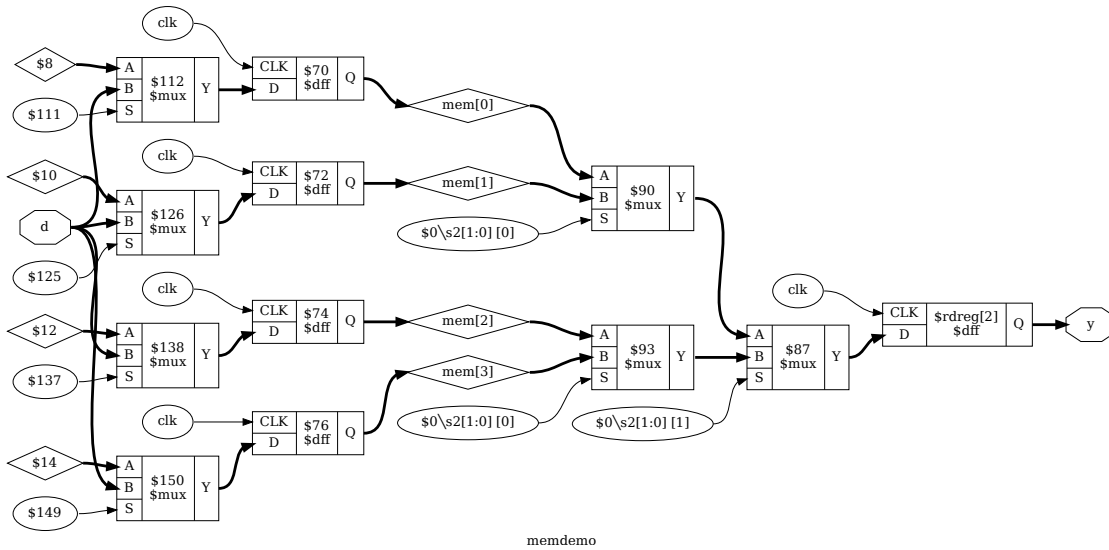 clk
$8
A
B
S
$112
$mux
Y
CLK
D
$70
$dff
Q
$111
mem[0]
clk
$10
A
B
S
$126
$mux
Y
CLK
D
$72
$dff
Q
mem[1]
A
B
S
$90
$mux
Y
d
$0\s2[1:0] [0]
$125
clk
$12
A
B
S
$138
$mux
Y
CLK
D
$74
$dff
Q
mem[2]
$137
mem[3]
A
B
S
$93
$mux
Y
clk
CLK
D
$rdreg[2]
$dff
Q
y
A
B
S
$87
$mux
Y
clk
CLK
D
$76
$dff
Q
$0\s2[1:0] [0]
$0\s2[1:0] [1]
$14
A
B
S
$150
$mux
Y
$149
memdemo